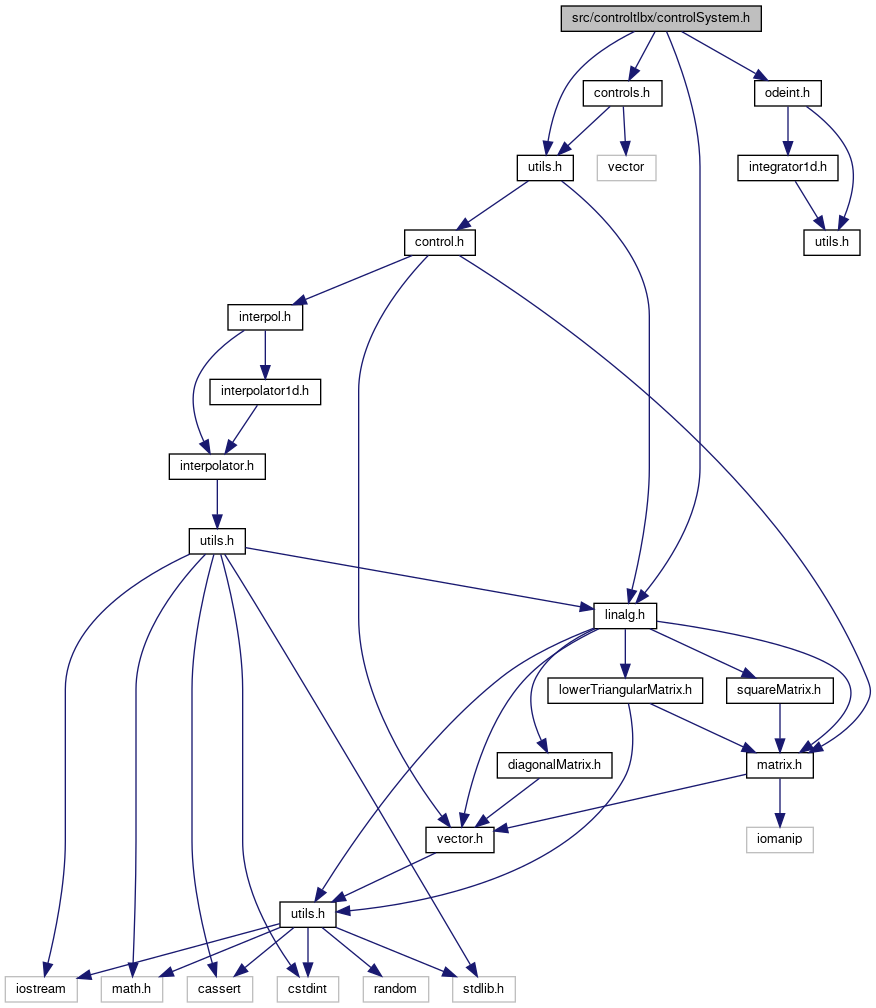 src/controltlbx/controlSystem.h
controls.h
odeint.h
utils.h
vector
integrator1d.h
control.h
utils.h
interpol.h
interpolator1d.h
interpolator.h
utils.h
linalg.h
lowerTriangularMatrix.h
squareMatrix.h
diagonalMatrix.h
matrix.h
vector.h
iomanip
utils.h
iostream
math.h
cassert
cstdint
random
stdlib.h